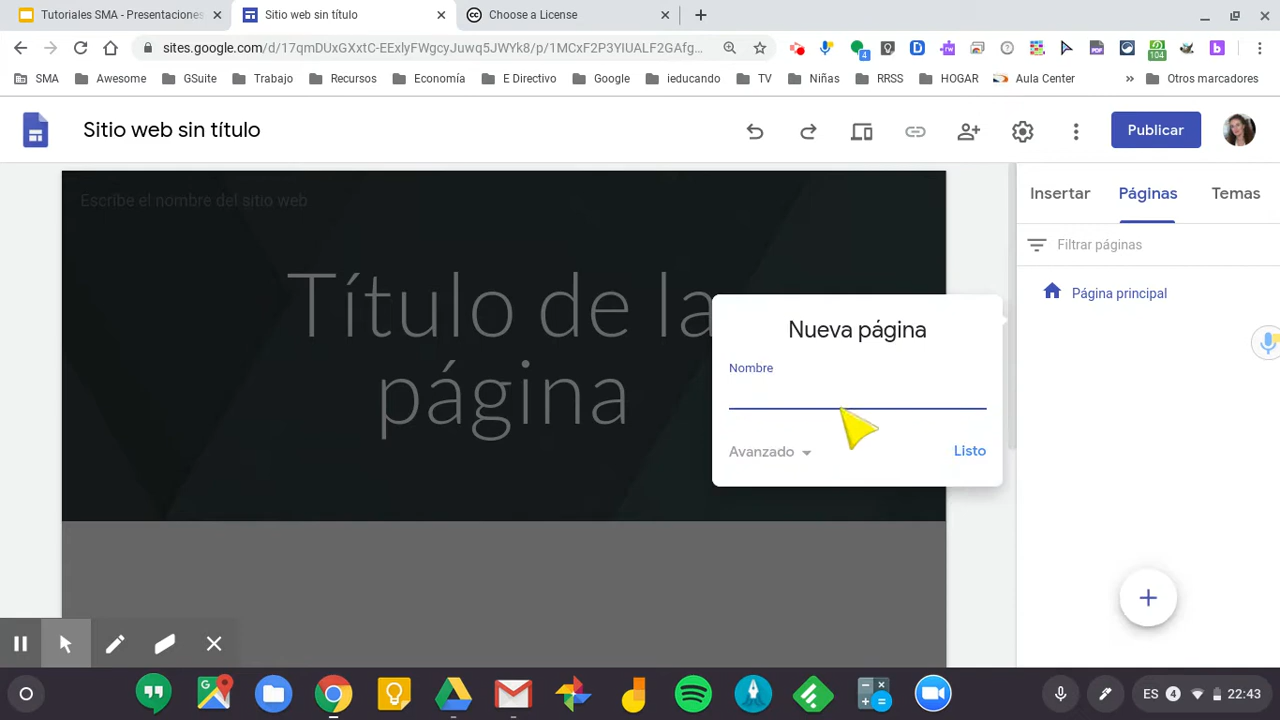 Tutoriales SMA - Presentaciones
Sitio web sin título
Choose a License
sites.google.com/d/17qmDUxGXxtC-EExlyFWgcyJuwq5JWYk8/p/1MCxF2P3YIUALF2GAfg...
4
104
SMA
Awesome
GSuite
Trabajo
Recursos
Economía
E Directivo
Google
ieducando
TV
Niñas
RRSS
HOGAR
Aula Center
»
Otros marcadores
Sitio web sin título
Publicar
Insertar
Páginas
Temas
Escribe el nombre del sitio web
Filtrar páginas
Título de la
página
Página principal
Nueva página
Nombre
Avanzado
Listo
ES
4
22:43